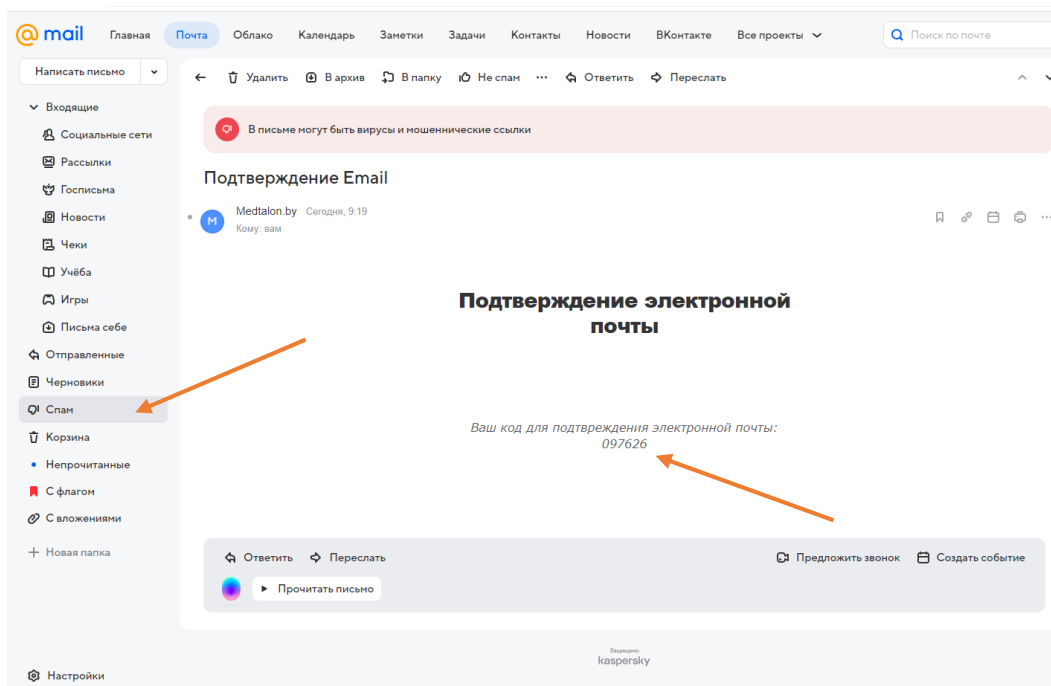 mail Главная Почта Облако Календарь Заметки Задачи Контакты Новости ВКонтакте Все проекты Поиск по почте
Написать письмо
Удалить В архив В папку Не спам ··· Ответить Переслать
Входящие
Социальные сети
Рассылки
Госписьма
Новости
Чеки
Учёба
Игры
Письма себе
Отправленные
Черновики
Спам
Корзина
Непрочитанные
С флагом
С вложениями
Новая папка
Настройки
В письме могут быть вирусы и мошеннические ссылки
Подтверждение Email
М
Medtalon.by Сегодня, 9:19
Кому: вам
Подтверждение электронной
почты
Ваш код для подтвреждения электронной почты:
097626
Ответить Переслать Предложить звонок Создать событие
Прочитать письмо
Защищено
kaspersky